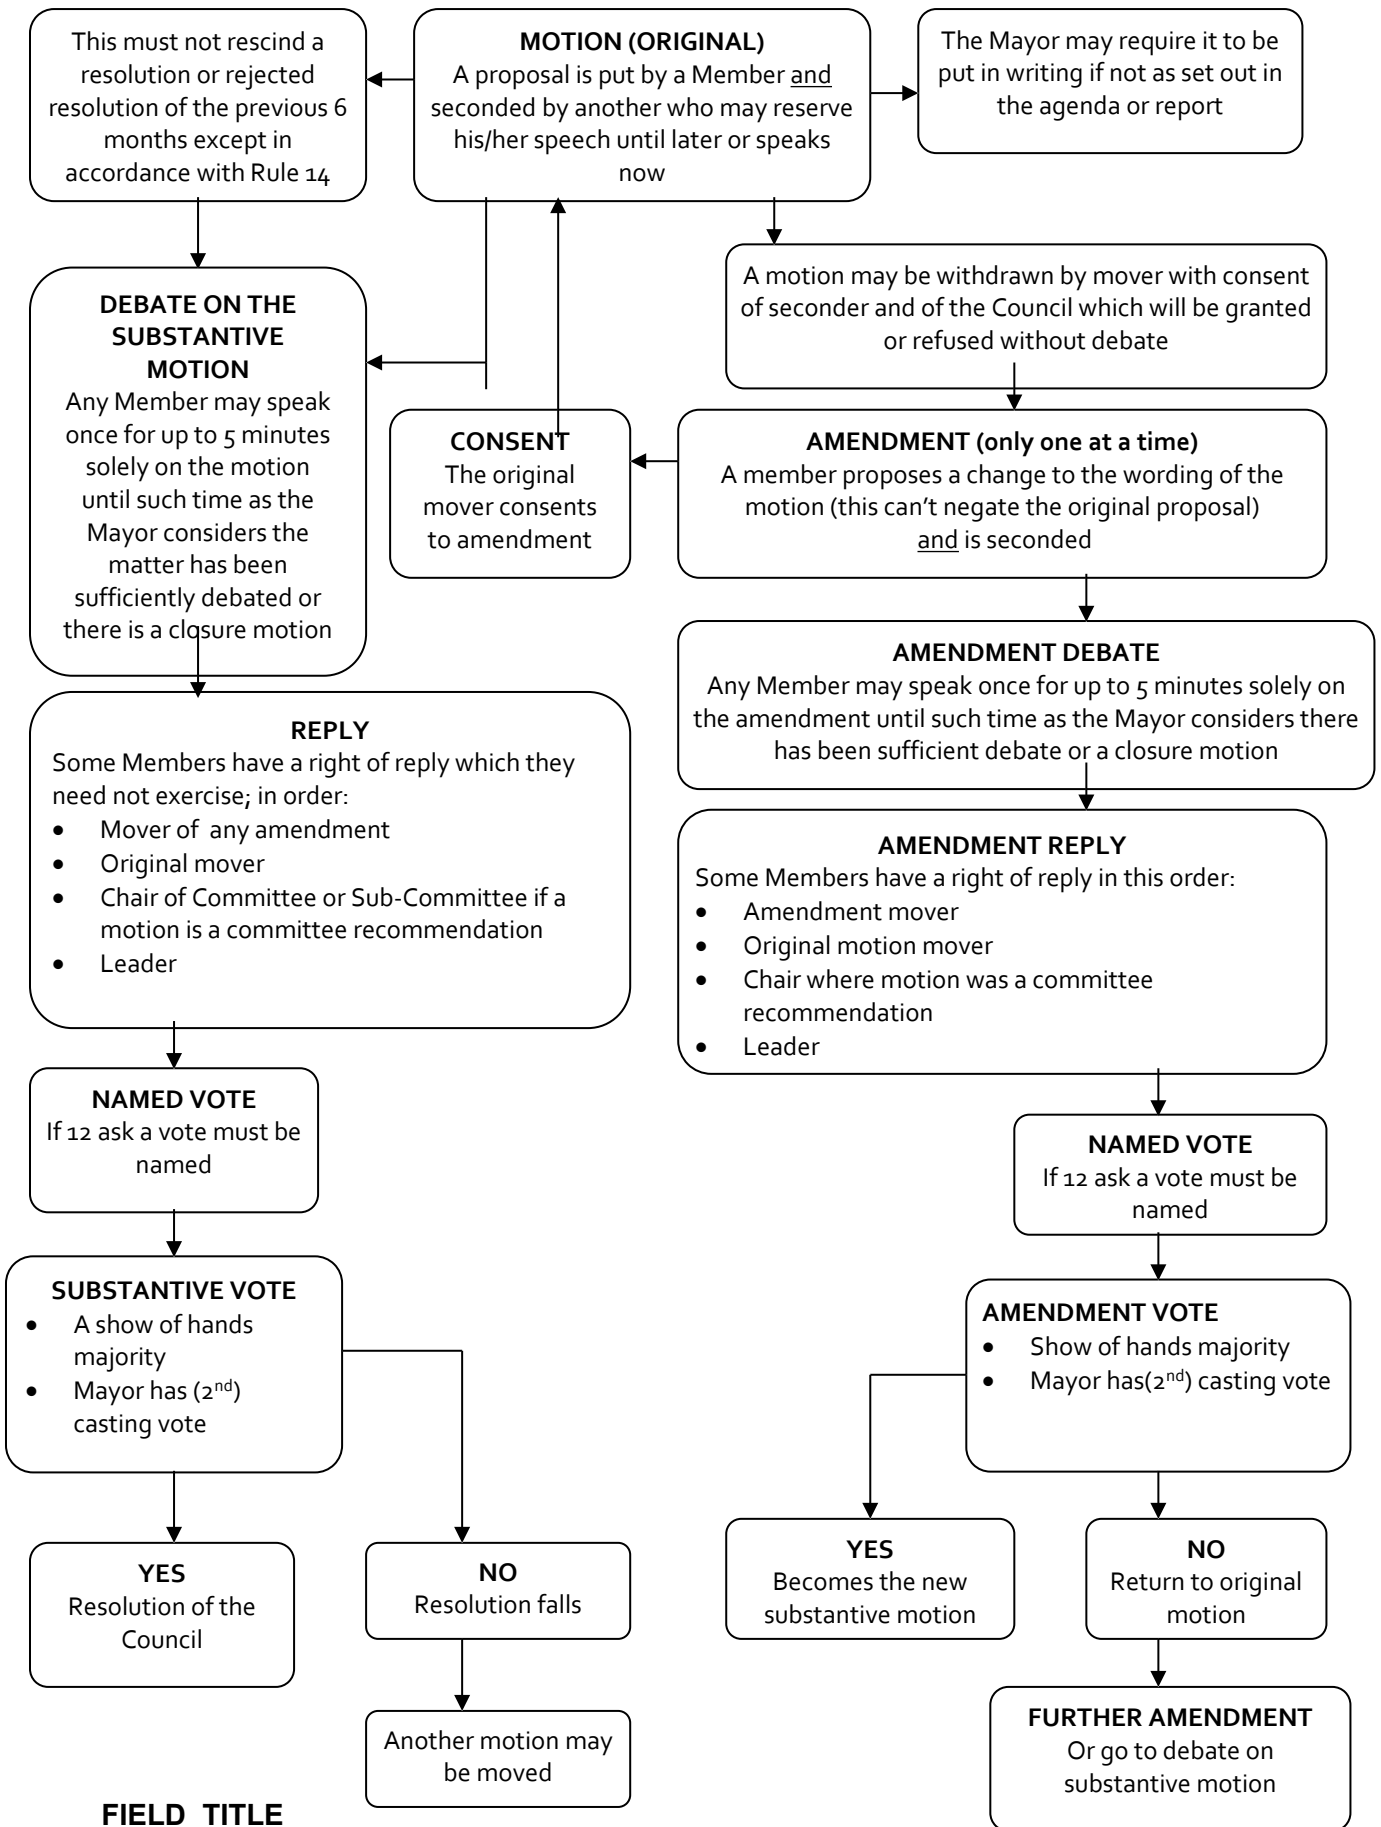 This must not rescind a
resolution or rejected
resolution of the previous 6
months except in
accordance with Rule 14
MOTION (ORIGINAL)
A proposal is put by a Member and
seconded by another who may reserve
his/her speech until later or speaks
now
The Mayor may require it to be
put in writing if not as set out in
the agenda or report
A motion may be withdrawn by mover with consent
of seconder and of the Council which will be granted
or refused without debate
DEBATE ON THE
SUBSTANTIVE
MOTION
Any Member may speak
once for up to 5 minutes
solely on the motion
until such time as the
Mayor considers the
matter has been
sufficiently debated or
there is a closure motion
CONSENT
The original
mover consents
to amendment
AMENDMENT (only one at a time)
A member proposes a change to the wording of the
motion (this can't negate the original proposal)
and is seconded
AMENDMENT DEBATE
Any Member may speak once for up to 5 minutes solely on
the amendment until such time as the Mayor considers there
has been sufficient debate or a closure motion
REPLY
Some Members have a right of reply which they
need not exercise; in order:
• Mover of any amendment
• Original mover
• Chair of Committee or Sub-Committee if a
motion is a committee recommendation
• Leader
AMENDMENT REPLY
Some Members have a right of reply in this order:
• Amendment mover
• Original motion mover
• Chair where motion was a committee
recommendation
• Leader
NAMED VOTE
If 12 ask a vote must be
named
NAMED VOTE
If 12 ask a vote must be
named
SUBSTANTIVE VOTE
• A show of hands
majority
• Mayor has (2nd)
casting vote
AMENDMENT VOTE
• Show of hands majority
• Mayor has(2nd) casting vote
YES
Resolution of the
Council
NO
Resolution falls
YES
Becomes the new
substantive motion
NO
Return to original
motion
Another motion may
be moved
FURTHER AMENDMENT
Or go to debate on
substantive motion
FIELD_TITLE